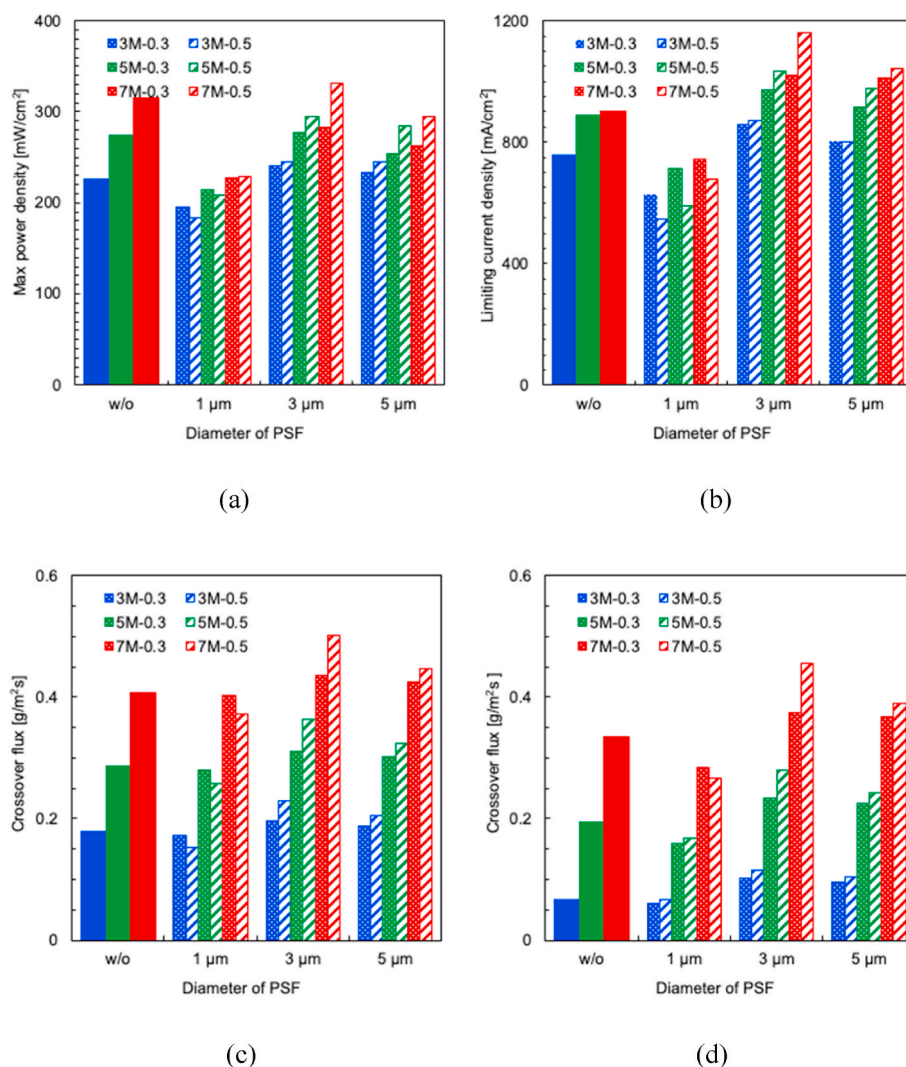 400
300
200
300
0
Max power density [mW/cm²]
3M-0.3 3M-0.5
5M-0.3 5M-0.5
7M-0.3 7M-0.5
w/o 1 µm 3 µm 5 µm
Diameter of PSF
(a)
1200
800
400
0
Limiting current density [mA/cm²]
3M-0.3 3M-0.5
5M-0.3 5M-0.5
7M-0.3 7M-0.5
w/o 1 µm 3 µm 5 µm
Diameter of PSF
(b)
0.6
0.4
0.2
0
Crossover flux [g/m²s]
3M-0.3 3M-0.5
5M-0.3 5M-0.5
7M-0.3 7M-0.5
w/o 1 µm 3 µm 5 µm
Diameter of PSF
(c)
0.6
0.4
0.2
0
Crossover flux [g/m²s ]
3M-0.3 3M-0.5
5M-0.3 5M-0.5
7M-0.3 7M-0.5
w/o 1 µm 3 µm 5 µm
Diameter of PSF
(d)